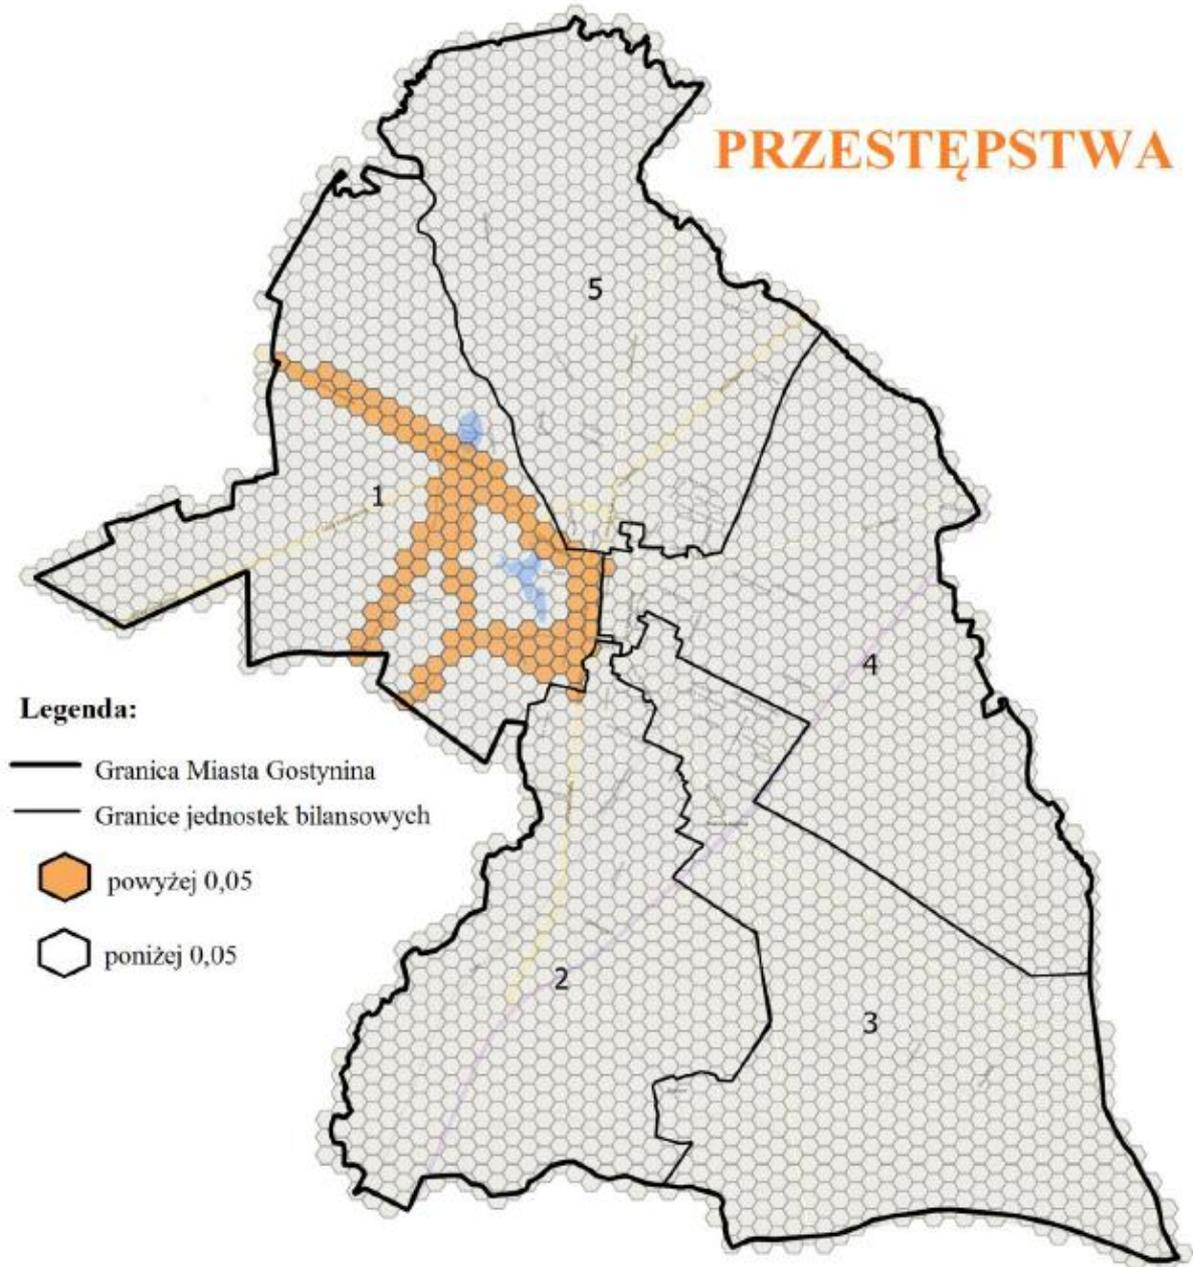 PRZESTĘPSTWA
5
1
4
Legenda:
Granica Miasta Gostynina
Granice jednostek bilansowych
powyżej 0,05
poniżej 0,05
2
3